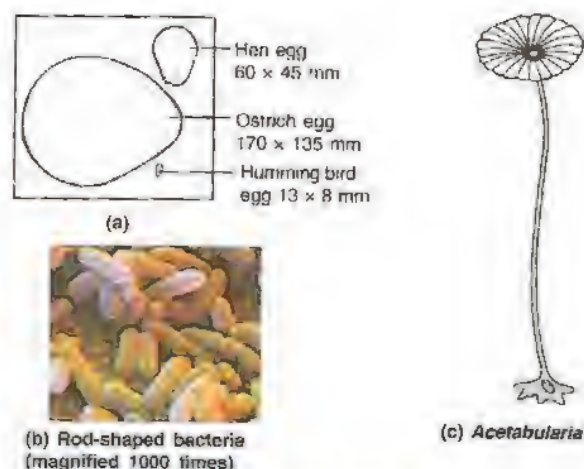 Hen egg
60 × 45 mm
Ostrich egg
170 × 135 mm
Humming bird
egg 13 × 8 mm
(a)
(b) Rod-shaped bacteria
(magnified 1000 times)
(c) Acetabularia